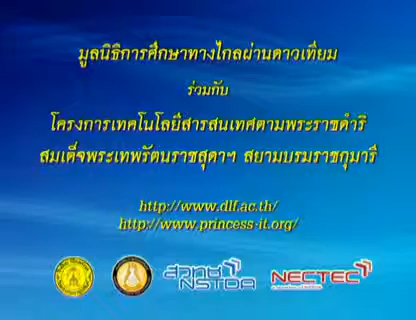 มูลนิธิการศึกษาทางไกลผ่านดาวเทียม
ร่วมกับ
โครงการเทคโนโลยีสารสนเทศตามพระราชดำริ
สมเด็จพระเทพรัตนราชสุดาฯ สยามบรมราชกุมารี
http://www.dlf.ac.th/
http://www.princess-it.org/
สวทช
NSTDA
NECTEC